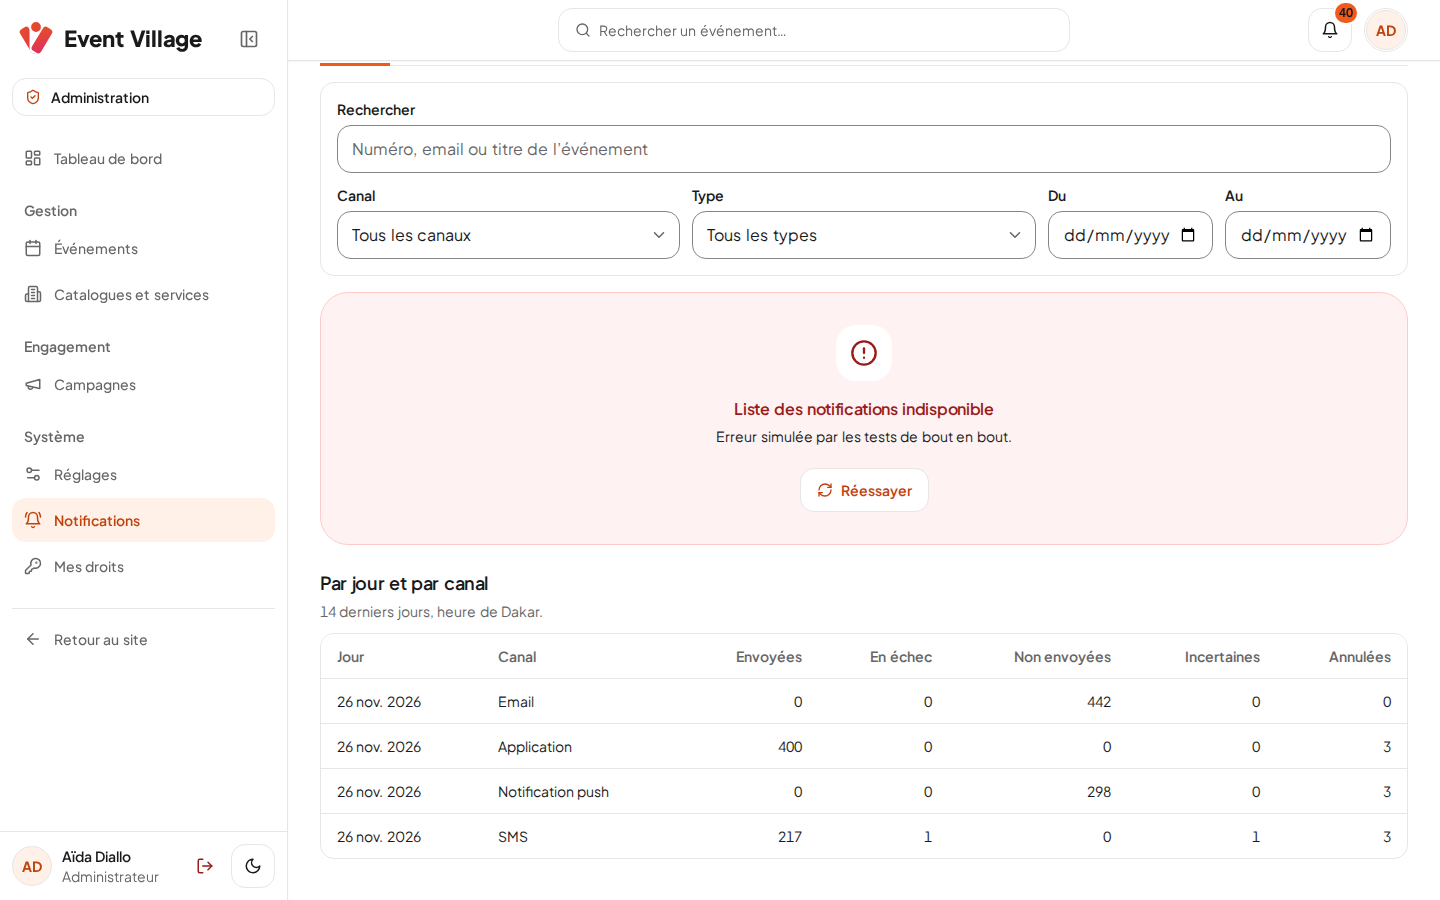 Event Village
Rechercher un événement...
40
AD
Administration
Tableau de bord
Gestion
Événements
Catalogues et services
Engagement
Campagnes
Système
Réglages
Notifications
Mes droits
Retour au site
AD
Aïda Diallo
Administrateur
Rechercher
Numéro, email ou titre de l'événement
Canal
Type
Du
Au
Tous les canaux
Tous les types
dd/mm/yyyy
dd/mm/yyyy
Liste des notifications indisponible
Erreur simulée par les tests de bout en bout.
Réessayer
Par jour et par canal
14 derniers jours, heure de Dakar.
Jour Canal Envoyées En échec Non envoyées Incertaines Annulées
26 nov. 2026 Email 0 0 442 0 0
26 nov. 2026 Application 400 0 0 0 3
26 nov. 2026 Notification push 0 0 298 0 3
26 nov. 2026 SMS 217 1 0 1 3